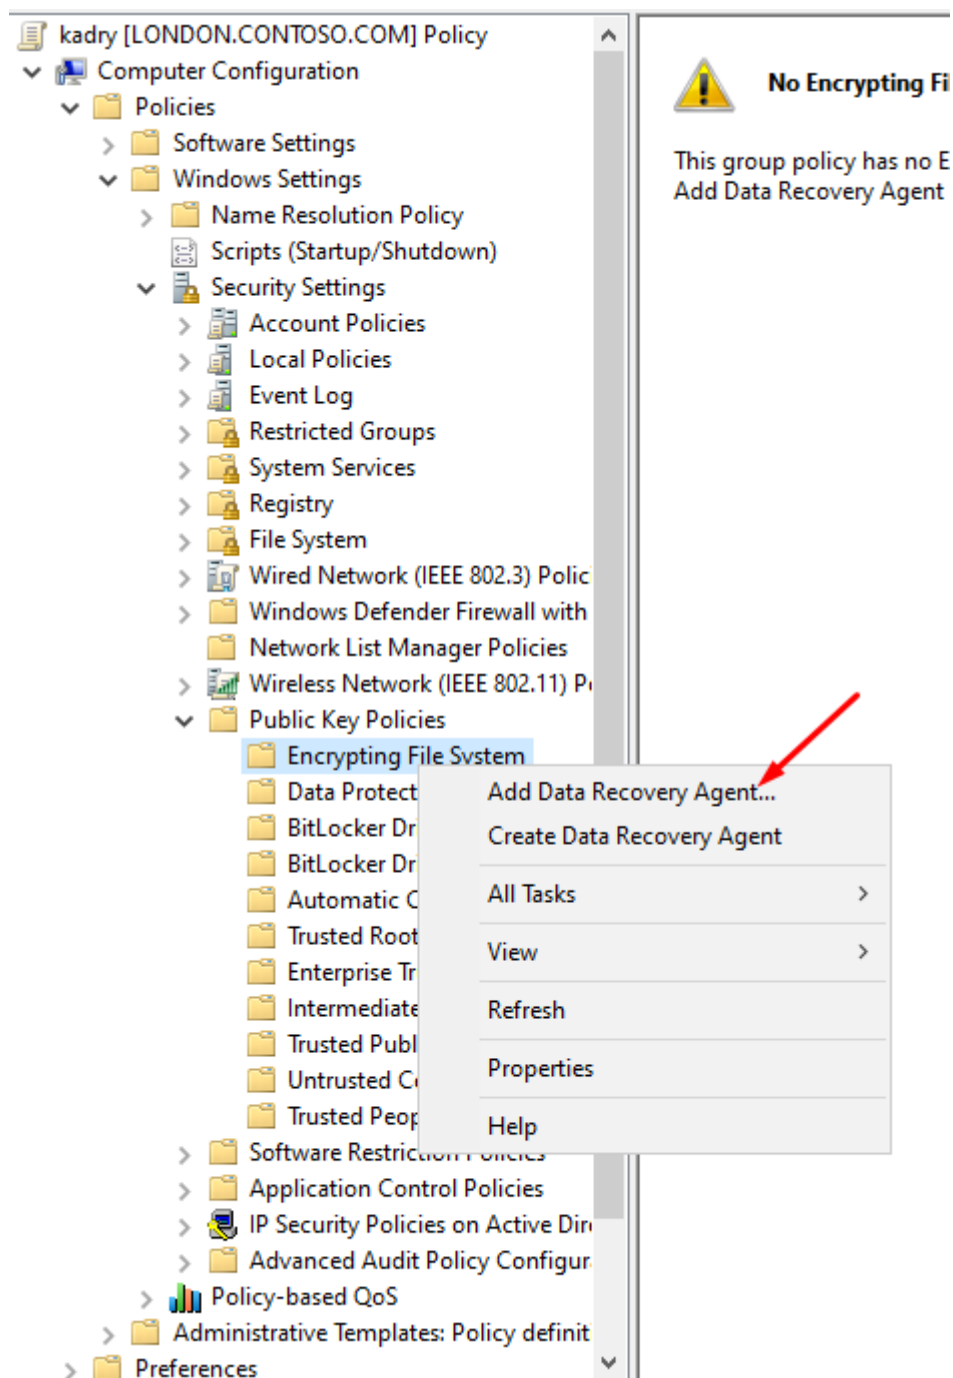 kadry [LONDON.CONTOSO.COM] Policy
Computer Configuration
Policies
Software Settings
Windows Settings
Name Resolution Policy
Scripts (Startup/Shutdown)
Security Settings
Account Policies
Local Policies
Event Log
Restricted Groups
System Services
Registry
File System
Wired Network (IEEE 802.3) Polic
Windows Defender Firewall with
Network List Manager Policies
Wireless Network (IEEE 802.11) P
Public Key Policies
Encrypting File System
Data Protect
BitLocker Dr
BitLocker Dr
Automatic C
Trusted Root
Enterprise Tr
Intermediate
Trusted Publ
Untrusted C
Trusted Peop
Software Restriction Policies
Application Control Policies
IP Security Policies on Active Dir
Advanced Audit Policy Configur
Policy-based QoS
Administrative Templates: Policy definit
Preferences
No Encrypting Fi
This group policy has no E
Add Data Recovery Agent
Add Data Recovery Agent...
Create Data Recovery Agent
All Tasks
View
Refresh
Properties
Help